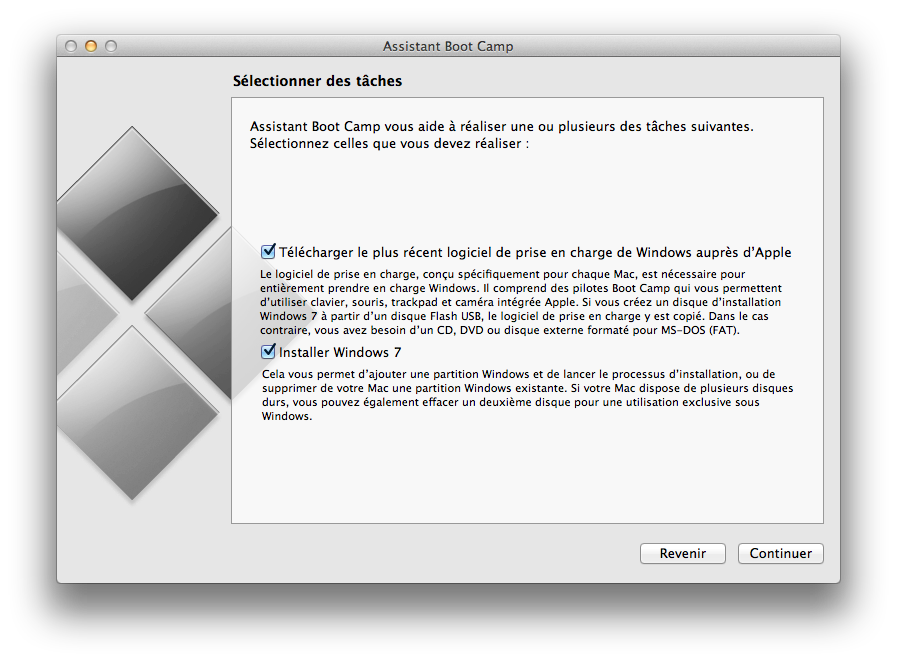 Assistant Boot Camp
Sélectionner des tâches
Assistant Boot Camp vous aide à réaliser une ou plusieurs des tâches suivantes.
Sélectionnez celles que vous devez réaliser :
Télécharger le plus récent logiciel de prise en charge de Windows auprès d’Apple
Le logiciel de prise en charge, conçu spécifiquement pour chaque Mac, est nécessaire pour
entièrement prendre en charge Windows. Il comprend des pilotes Boot Camp qui vous permettent
d’utiliser clavier, souris, trackpad et caméra intégrée Apple. Si vous créez un disque d’installation
Windows 7 à partir d’un disque Flash USB, le logiciel de prise en charge y est copié. Dans le cas
contraire, vous avez besoin d’un CD, DVD ou disque externe formaté pour MS-DOS (FAT).
Installer Windows 7
Cela vous permet d’ajouter une partition Windows et de lancer le processus d’installation, ou de
supprimer de votre Mac une partition Windows existante. Si votre Mac dispose de plusieurs disques
durs, vous pouvez également effacer un deuxième disque pour une utilisation exclusive sous
Windows.
Revenir
Continuer